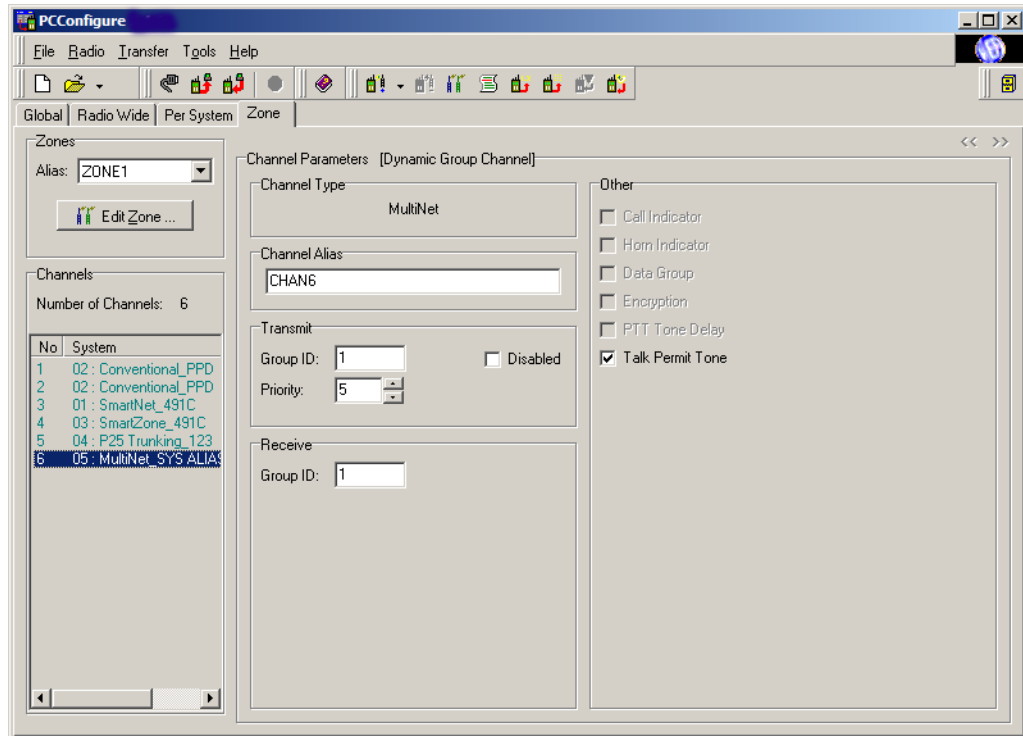 PCConfigure
File Radio Transfer Tools Help
Global Radio Wide Per System Zone
<< >>
Zones
Alias: ZONE1
Edit Zone ...
Channels
Number of Channels: 6
No System
1 02 : Conventional_PPD
2 02 : Conventional_PPD
3 01 : SmartNet_491C
4 03 : SmartZone_491C
5 04 : P25 Trunking_123
6 05 : MultiNet_SYS ALIAS
Channel Parameters [Dynamic Group Channel]
Channel Type
MultiNet
Channel Alias
CHAN6
Transmit
Group ID: 1 Disabled
Priority: 5
Receive
Group ID: 1
Other
Call Indicator
Horn Indicator
Data Group
Encryption
PTT Tone Delay
Talk Permit Tone